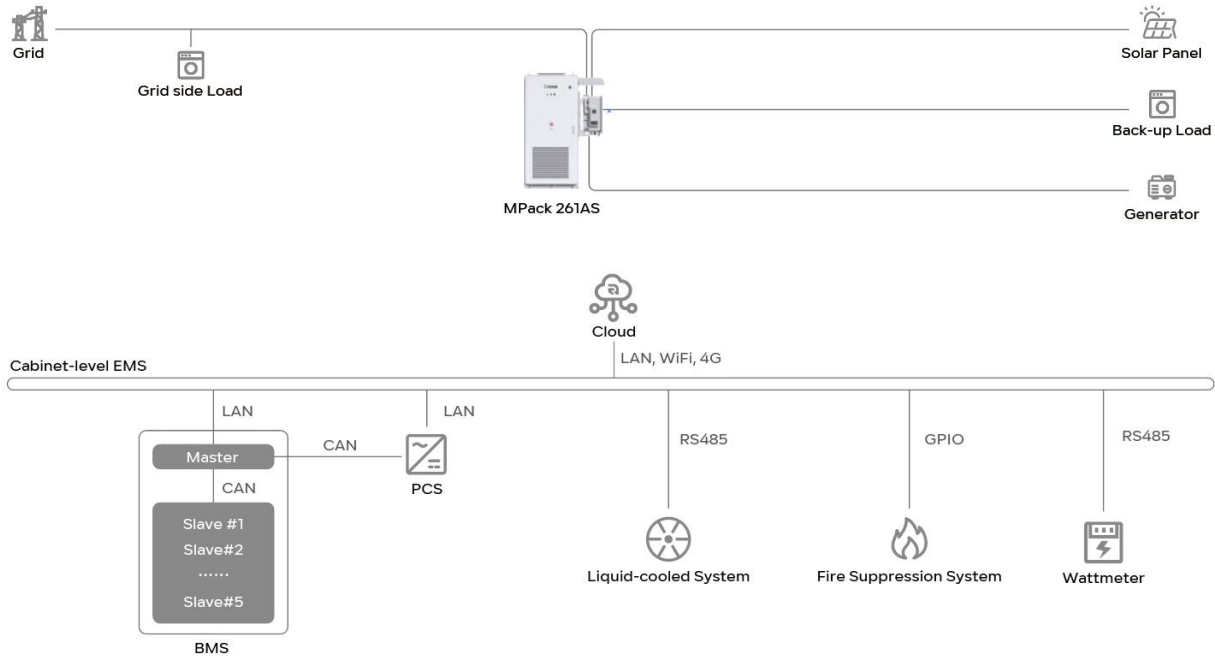 Grid
Grid side Load
Solar Panel
Back-up Load
MPack 261AS
Generator
Cloud
LAN, WiFi, 4G
Cabinet-level EMS
LAN
LAN
RS485
GPIO
RS485
Master
CAN
CAN
PCS
Slave #1
Slave#2
......
Slave#5
Liquid-cooled System
Fire Suppression System
Wattmeter
BMS